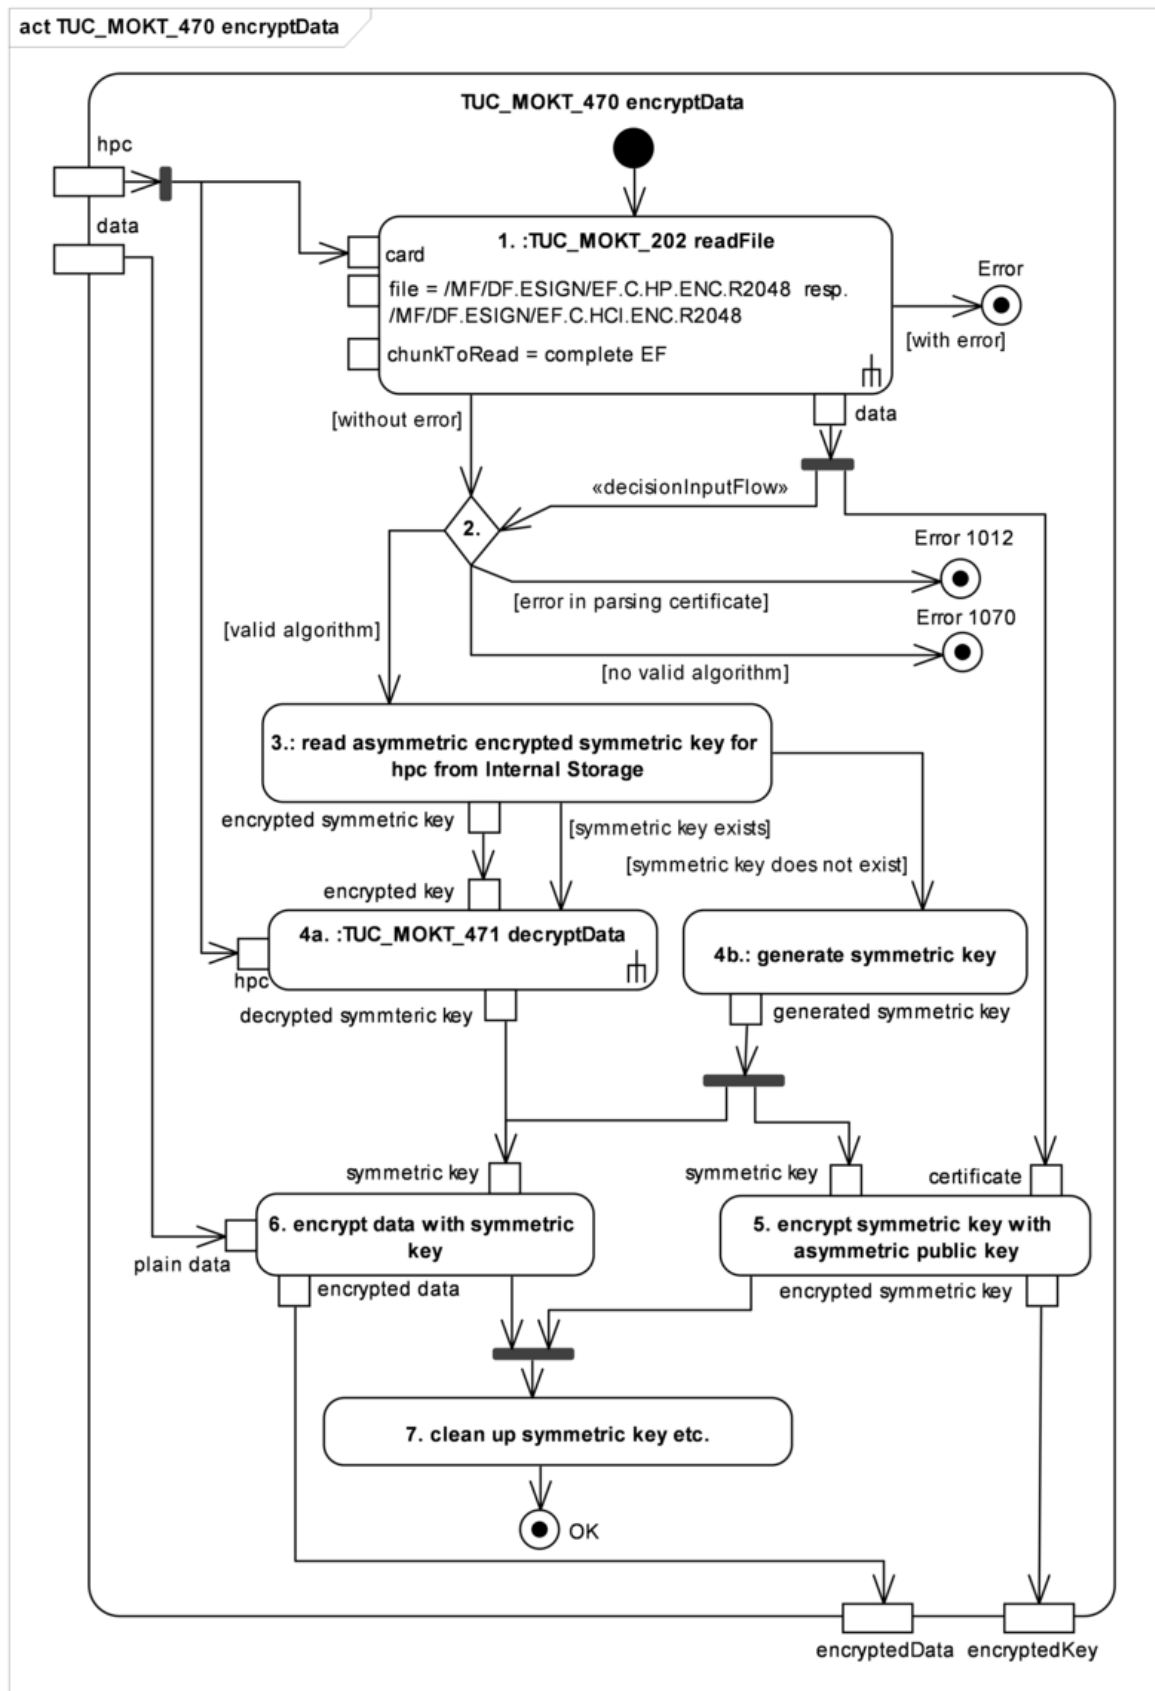 act TUC_MOKT_470 encryptData
TUC_MOKT_470 encryptData
hpc
data
1. :TUC_MOKT_202 readFile
card
file = /MF/DF.ESIGN/EF.C.HP.ENC.R2048 resp.
/MF/DF.ESIGN/EF.C.HCI.ENC.R2048
chunkToRead = complete EF
Error
[with error]
[without error]
data
«decisionInputFlow»
2.
Error 1012
[error in parsing certificate]
Error 1070
[valid algorithm]
[no valid algorithm]
3.: read asymmetric encrypted symmetric key for
hpc from Internal Storage
encrypted symmetric key
[symmetric key exists]
[symmetric key does not exist]
encrypted key
4a. :TUC_MOKT_471 decryptData
hpc
4b.: generate symmetric key
decrypted symmteric key
generated symmetric key
symmetric key
symmetric key
certificate
6. encrypt data with symmetric
key
plain data
5. encrypt symmetric key with
asymmetric public key
encrypted data
encrypted symmetric key
7. clean up symmetric key etc.
OK
encryptedData
encryptedKey